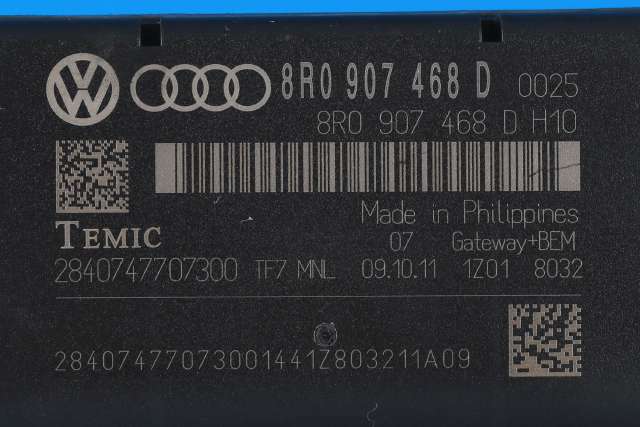 8R0 907 468 D 0025
8R0 907 468 D H10
Made in Philippines
TEMIC 07 Gateway+BEM
2840747707300 TF7 MNL 09.10.11 1Z01 8032
28407477073001441Z803211A09